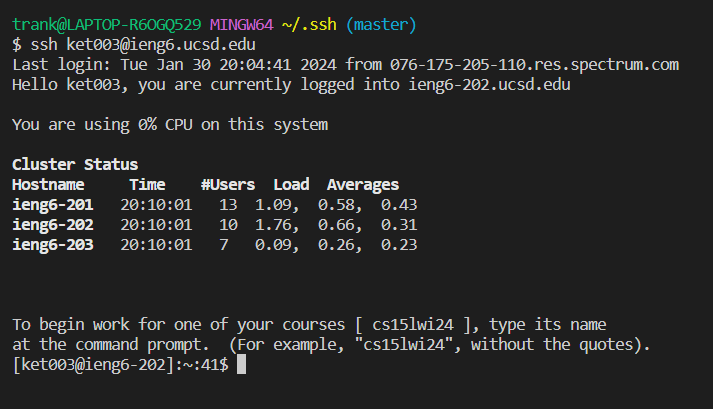 trank@LAPTOP-R6OGQ529 MINGW64 ~/.ssh (master)
$ ssh ket003@ieng6.ucsd.edu
Last login: Tue Jan 30 20:04:41 2024 from 076-175-205-110.res.spectrum.com
Hello ket003, you are currently logged into ieng6-202.ucsd.edu
You are using 0% CPU on this system
Cluster Status
Hostname     Time    #Users  Load  Averages
ieng6-201   20:10:01   13  1.09,  0.58,  0.43
ieng6-202   20:10:01   10  1.76,  0.66,  0.31
ieng6-203   20:10:01   7   0.09,  0.26,  0.23
To begin work for one of your courses [ cs15lwi24 ], type its name
at the command prompt.  (For example, "cs15lwi24", without the quotes).
[ket003@ieng6-202]:~:41$